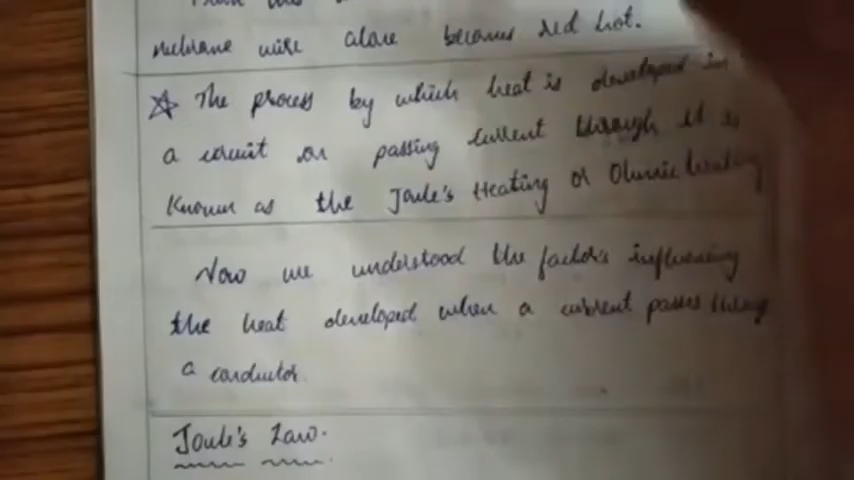 nichrome wire alone becomes red hot.
☆ The process by which heat is developed in
a circuit on passing current through it is
Known as the Joule's Heating or Ohmic heating
Now we understood the factors influencing
the heat developed when a current passes throug
a conductor
Joule's Law.